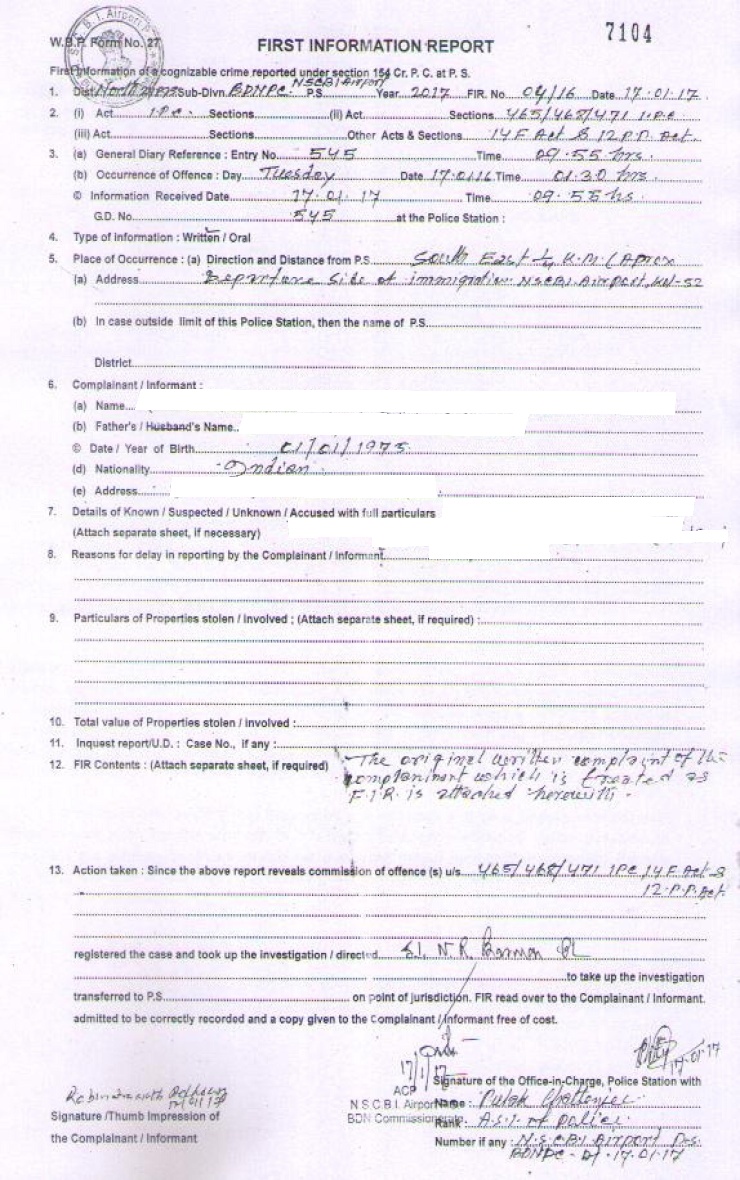 N.S.C.B.I. Airport P
7104
W.B.P. Form No. 27
FIRST INFORMATION REPORT
First Information of a cognizable crime reported under section 154 Cr. P. C. at P. S.
1. Dist. North 24 Pgs Sub-Divn. BDNPC. P.S. NSCBI Airport Year 2017 FIR. No. 04/16 Date 17.01.17
2. (i) Act I.P.C. Sections (ii) Act Sections 465/468/471 I.P.C
(iii) Act Sections Other Acts & Sections 14 F Act & 12 P.P. Act.
3. (a) General Diary Reference : Entry No. 545 Time 09.55 hrs.
(b) Occurrence of Offence : Day Tuesday Date 17.01.16 Time 01.30 hrs.
© Information Received Date 17.01.17 Time 09.55 hs.
G.D. No. 545 at the Police Station :
4. Type of Information : Written / Oral
5. Place of Occurrence : (a) Direction and Distance from P.S. South East K.M. (Aprox
(a) Address Departure Side at immigration NSCBI Airport, -52
(b) In case outside limit of this Police Station, then the name of P.S.
District
6. Complainant / Informant :
(a) Name
(b) Father's / Husband's Name
© Date / Year of Birth 01/01/1975
(d) Nationality Indian
(e) Address
7. Details of Known / Suspected / Unknown / Accused with full particulars
(Attach separate sheet, if necessary)
8. Reasons for delay in reporting by the Complainant / Informant
9. Particulars of Properties stolen / involved ; (Attach separate sheet, if required) :
10. Total value of Properties stolen / involved :
11. Inquest report/U.D. : Case No., if any :
12. FIR Contents : (Attach separate sheet, if required) The original written complaint of the
complaninant which is treated as
F.I.R. is attached herewith.
13. Action taken : Since the above report reveals commission of offence (s) u/s 465/468/471 IPC, 14 F Act &
12.P.P.Act.
registered the case and took up the investigation / directed S.I. N.R. Barman
to take up the investigation
transferred to P.S. on point of jurisdiction. FIR read over to the Complainant / Informant.
admitted to be correctly recorded and a copy given to the Complainant / Informant free of cost.
17/1/17
17.01.17
ACP
Signature of the Office-in-Charge, Police Station with
N.S.C.B.I. Airport
Name : Pulak Chatterjee
BDN Commissionerate
Rank : A.S.I. of police
Number if any : N.S.C.B.I Airport P.S.
BDNPC - Dt - 17.01.17
Rabindranath
17/01/17
Signature /Thumb Impression of
the Complainant / Informant